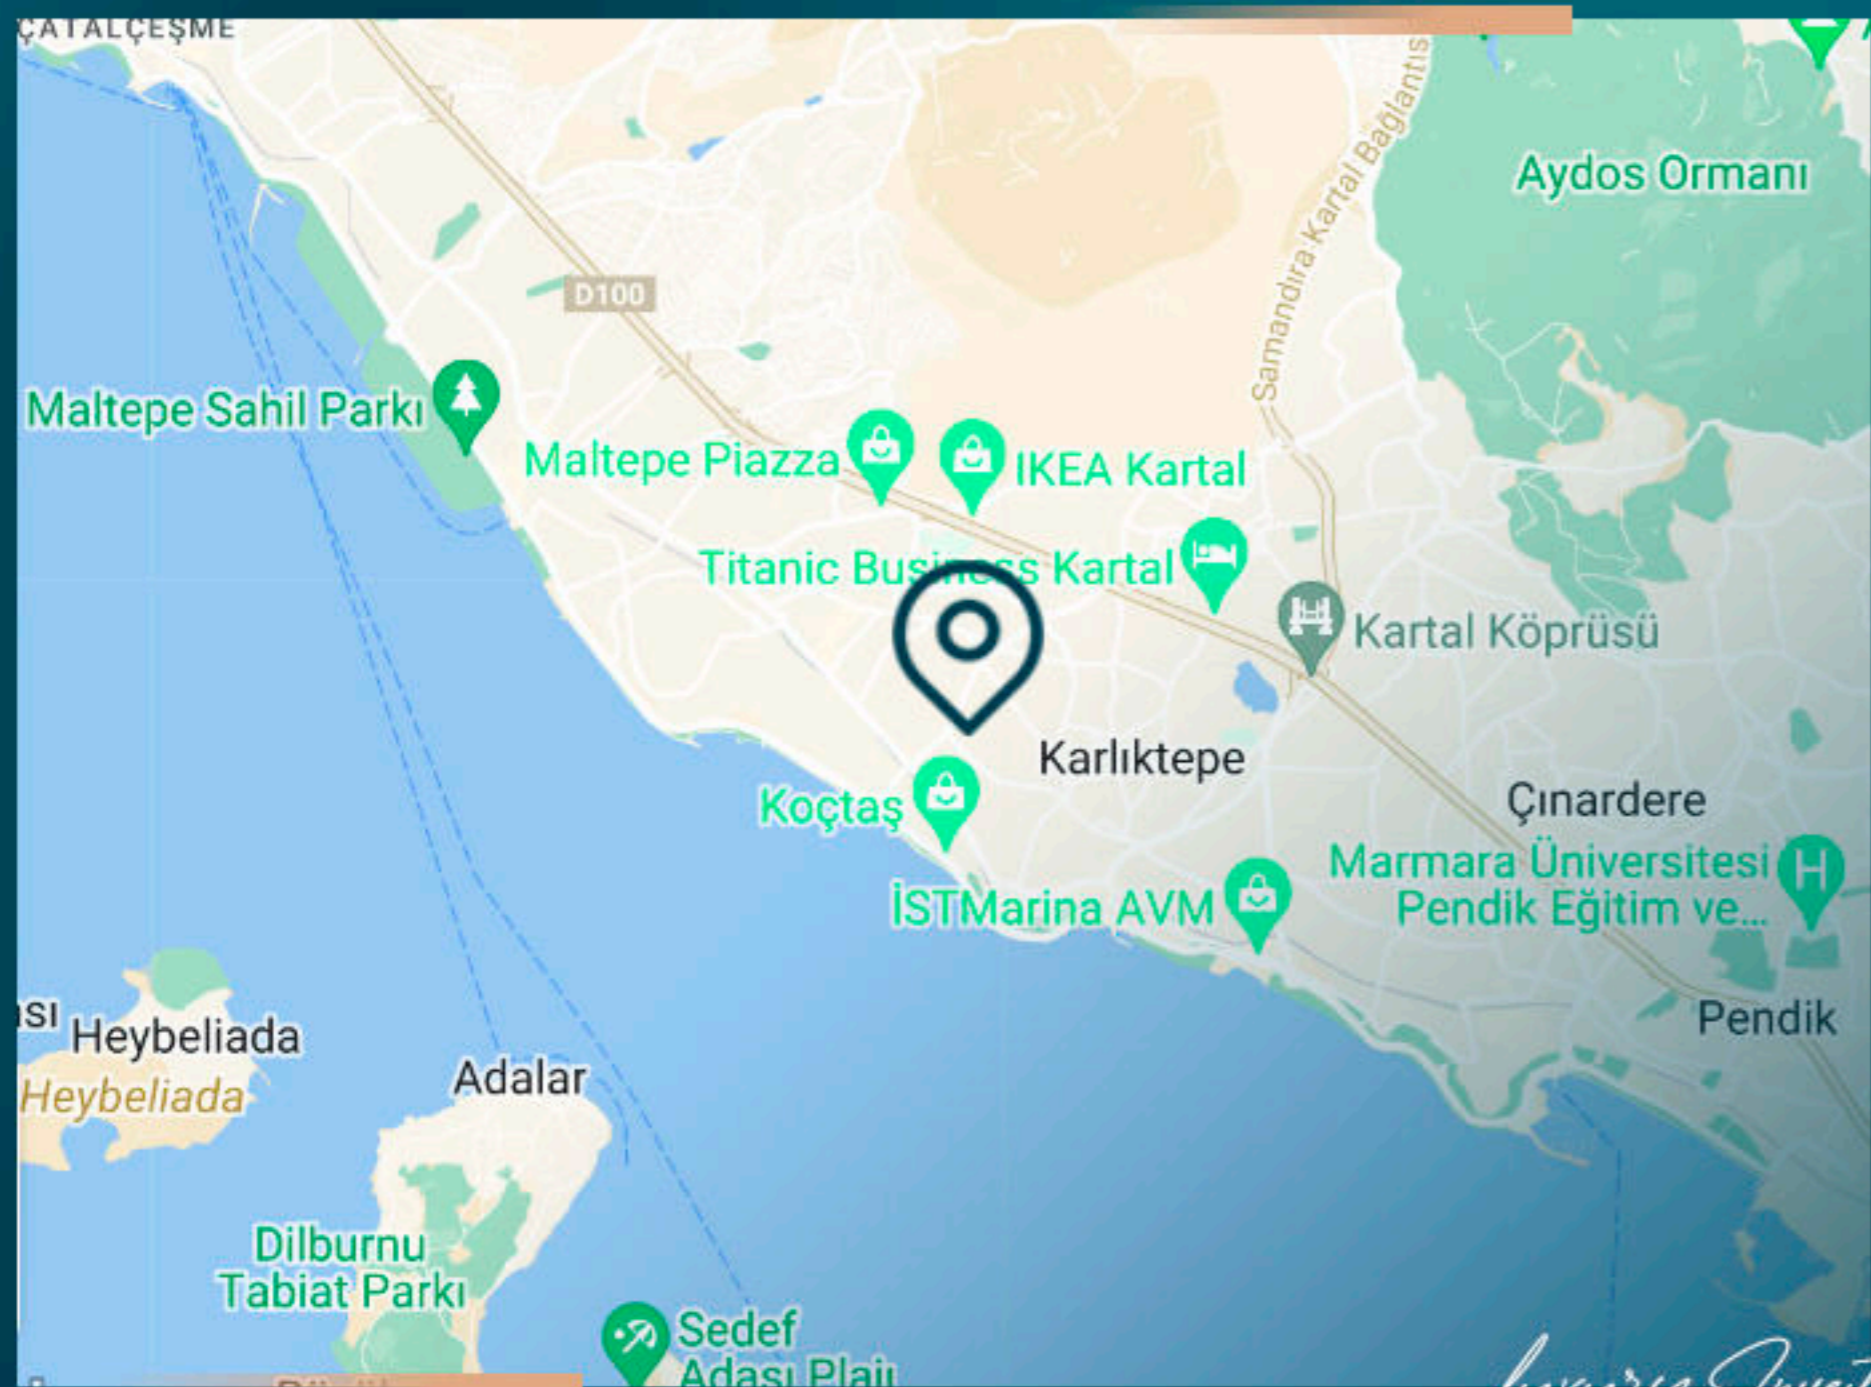 ÇATALÇEŞME
Samandıra Kartal Bağlantıs
Aydos Ormanı
D100
Maltepe Sahil Parkı
Maltepe Piazza
IKEA Kartal
Titanic Business Kartal
Kartal Köprüsü
Karlıktepe
Koçtaş
Çınardere
Marmara Üniversitesi
Pendik Eğitim ve...
İSTMarina AVM
Pendik
Heybeliada
Heybeliada
Adalar
Dilburnu
Tabiat Parkı
Sedef
Adası Plajı